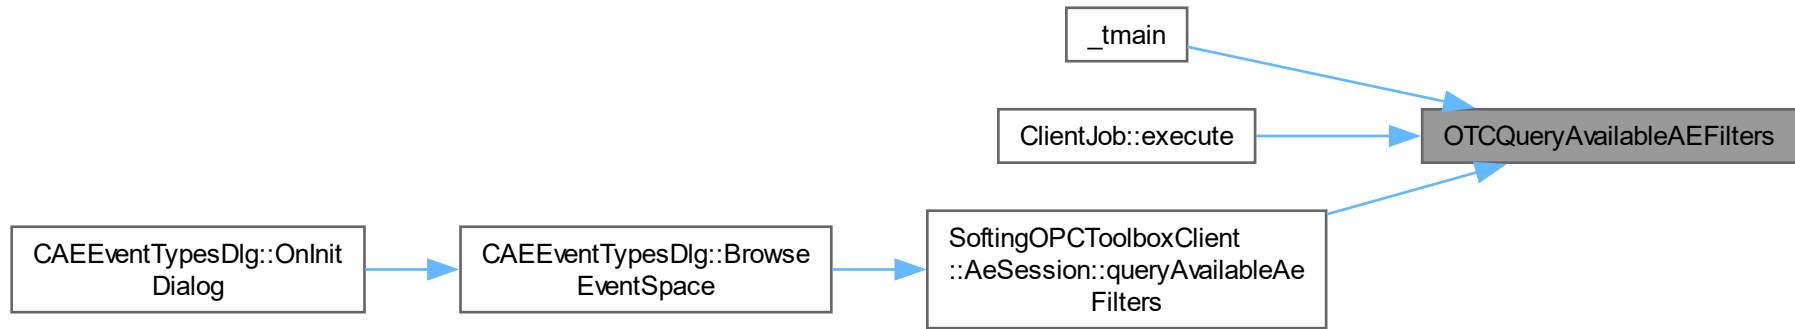 _tmain
ClientJob::execute
OTCQueryAvailableAEFilters
CAEEventTypesDlg::OnInit
Dialog
CAEEventTypesDlg::Browse
EventSpace
SoftingOPCToolboxClient
::AeSession::queryAvailableAe
Filters